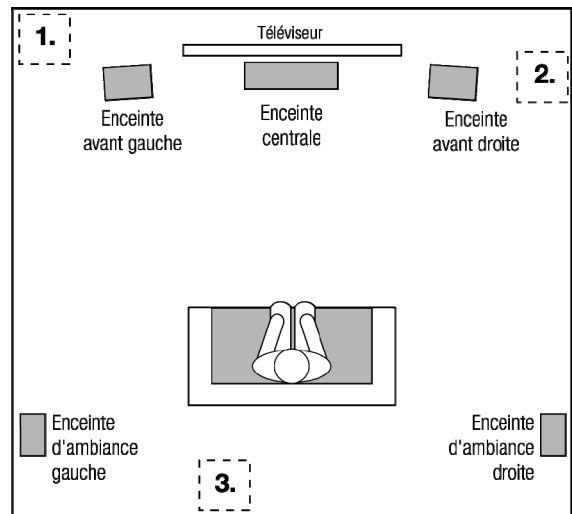 1.
Téléviseur
2.
Enceinte
avant gauche
Enceinte
centrale
Enceinte
avant droite
Enceinte
d'ambiance
gauche
Enceinte
d'ambiance
droite
3.